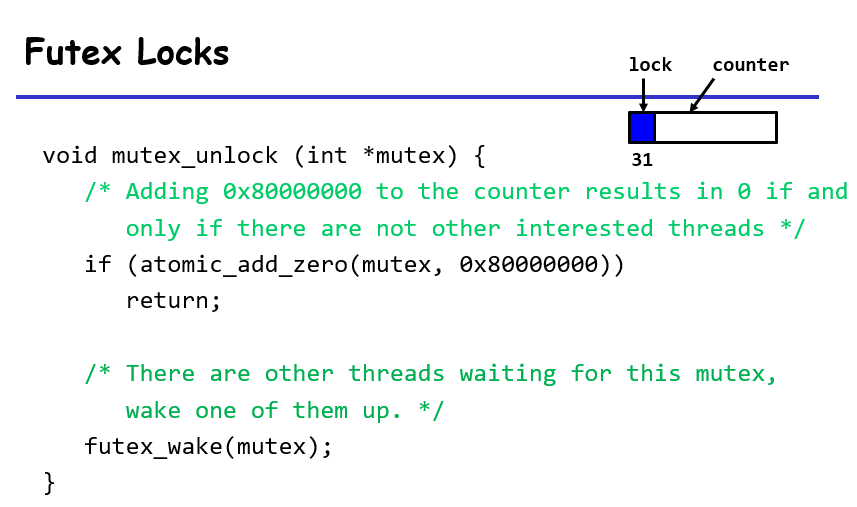 Futex Locks
lock counter
31
void mutex_unlock (int *mutex) {
/* Adding 0x80000000 to the counter results in 0 if and
only if there are not other interested threads */
if (atomic_add_zero(mutex, 0x80000000))
return;
/* There are other threads waiting for this mutex,
wake one of them up. */
futex_wake(mutex);
}